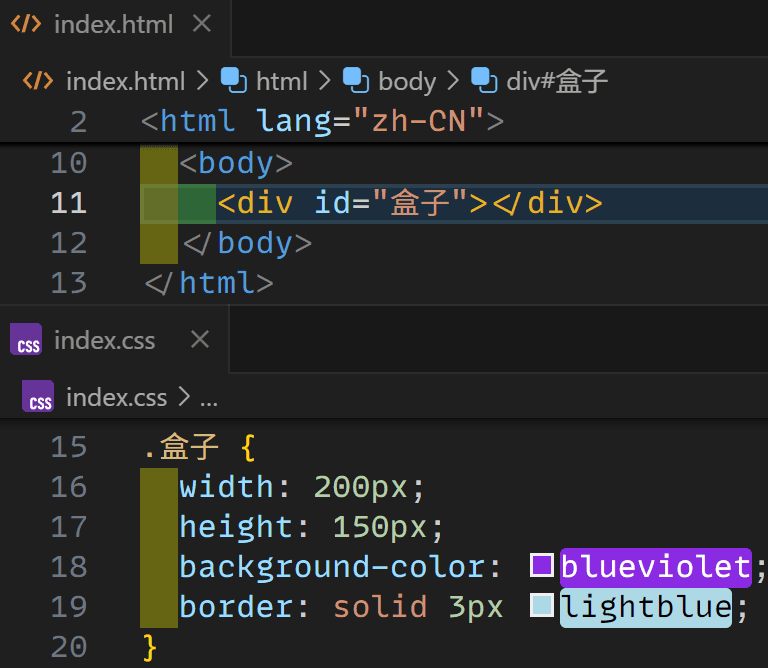 index.html
index.html > html > body > div#盒子
2 <html lang="zh-CN">
10 <body>
11 <div id="盒子"></div>
12 </body>
13 </html>
css index.css
css index.css > ...
15 .盒子 {
16 width: 200px;
17 height: 150px;
18 background-color: blueviolet;
19 border: solid 3px lightblue;
20 }